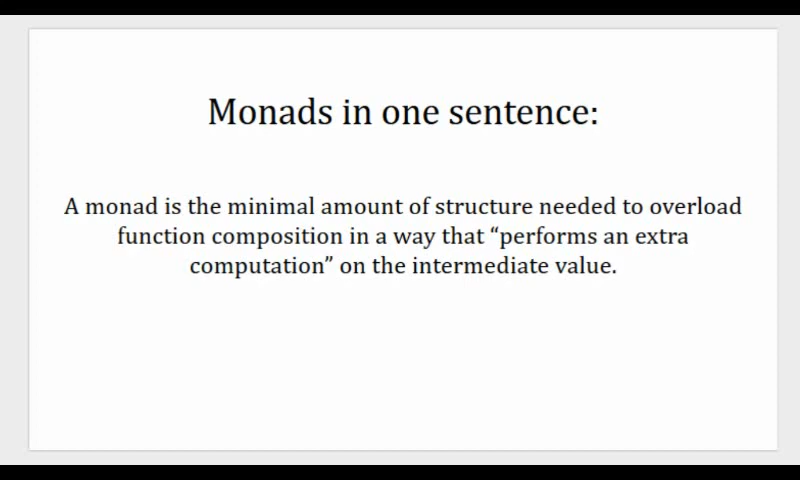 Monads in one sentence:
A monad is the minimal amount of structure needed to overload
function composition in a way that “performs an extra
computation” on the intermediate value.